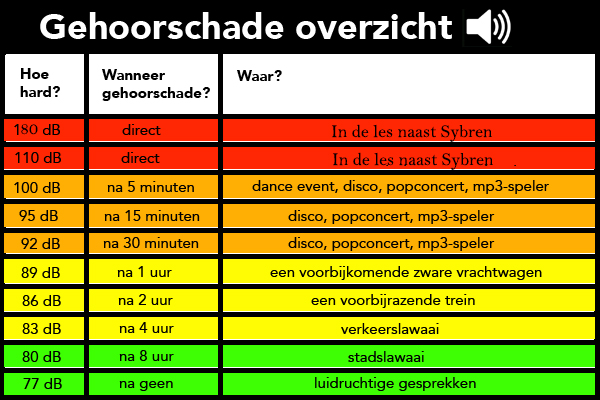 Gehoorschade overzicht
Hoe hard? Wanneer gehoorschade? Waar?
180 dB direct In de les naast Sybren
110 dB direct In de les naast Sybren
100 dB na 5 minuten dance event, disco, popconcert, mp3-speler
95 dB na 15 minuten disco, popconcert, mp3-speler
92 dB na 30 minuten disco, popconcert, mp3-speler
89 dB na 1 uur een voorbijkomende zware vrachtwagen
86 dB na 2 uur een voorbijrazende trein
83 dB na 4 uur verkeerslawaai
80 dB na 8 uur stadslawaai
77 dB na geen luidruchtige gesprekken